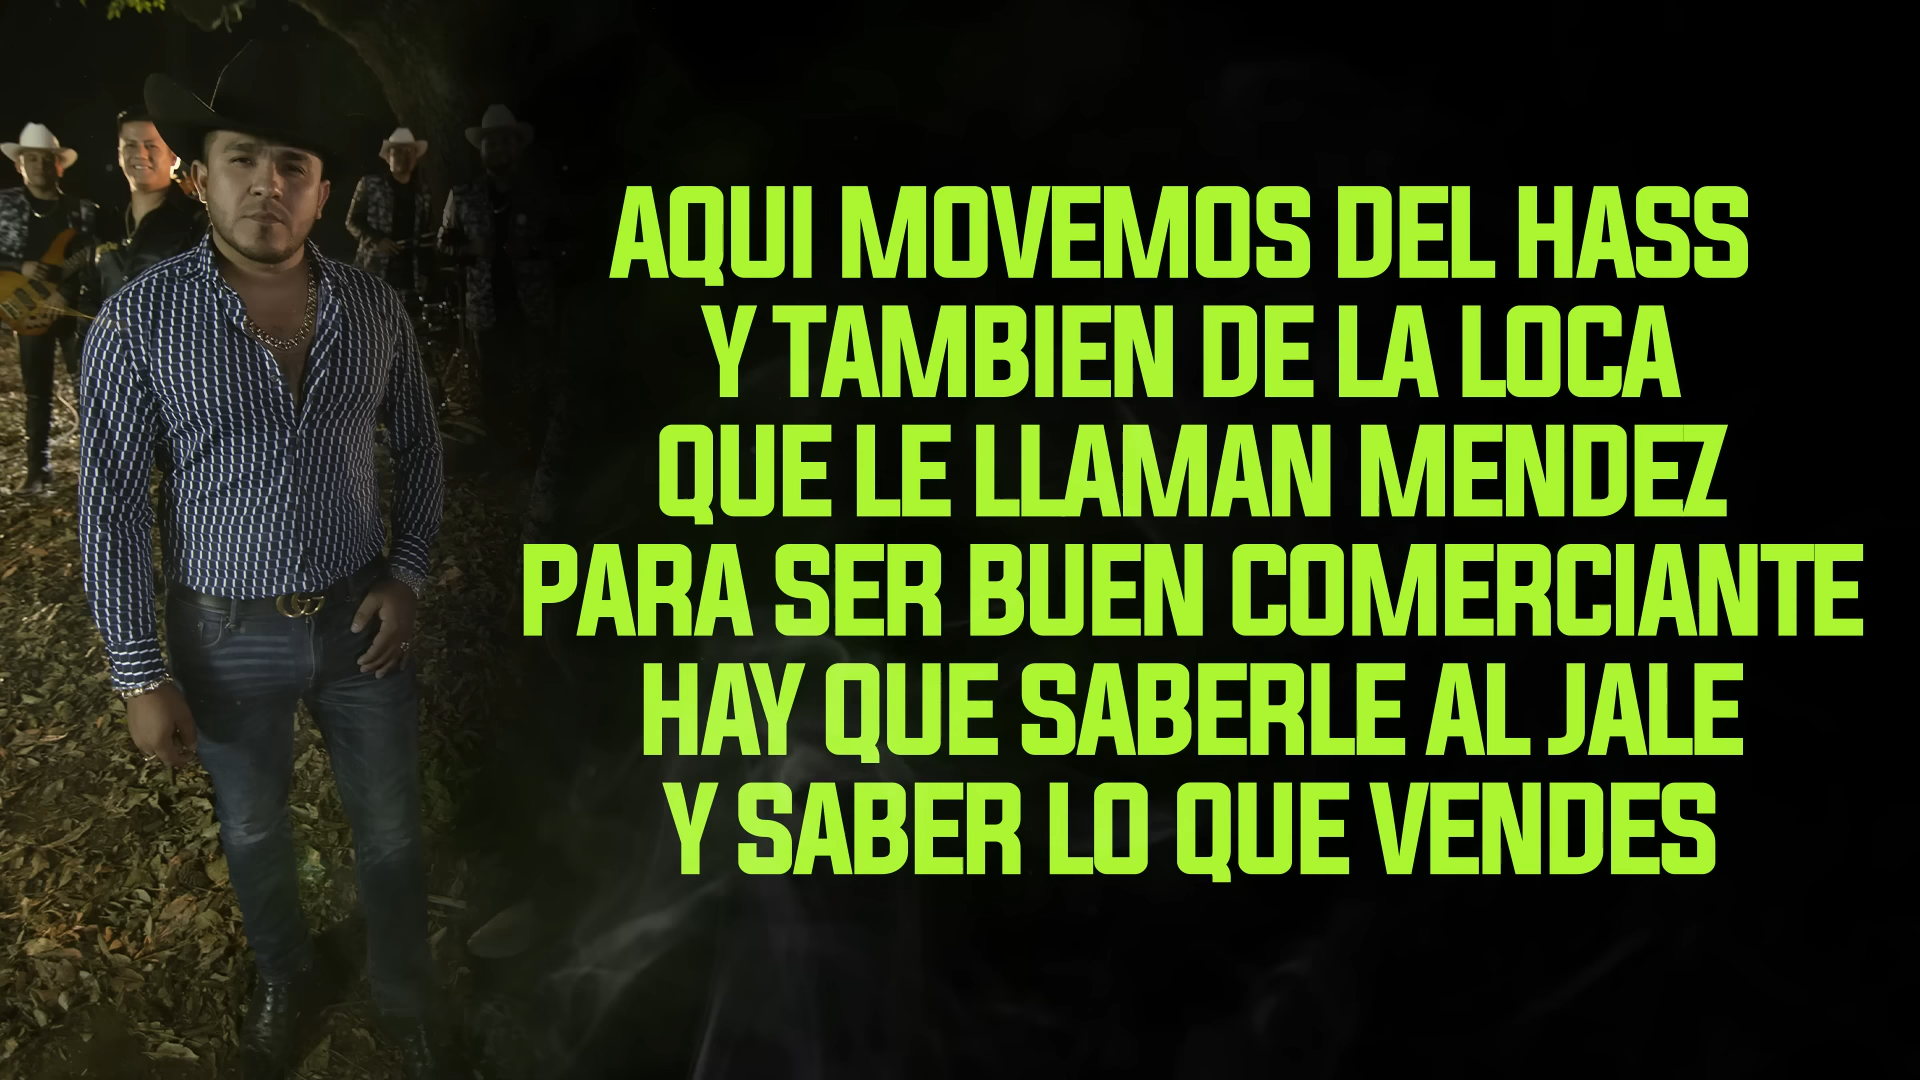 AQUI MOVEMOS DEL HASS
Y TAMBIEN DE LA LOCA
QUE LE LLAMAN MENDEZ
PARA SER BUEN COMERCIANTE
HAY QUE SABERLE AL JALE
Y SABER LO QUE VENDES